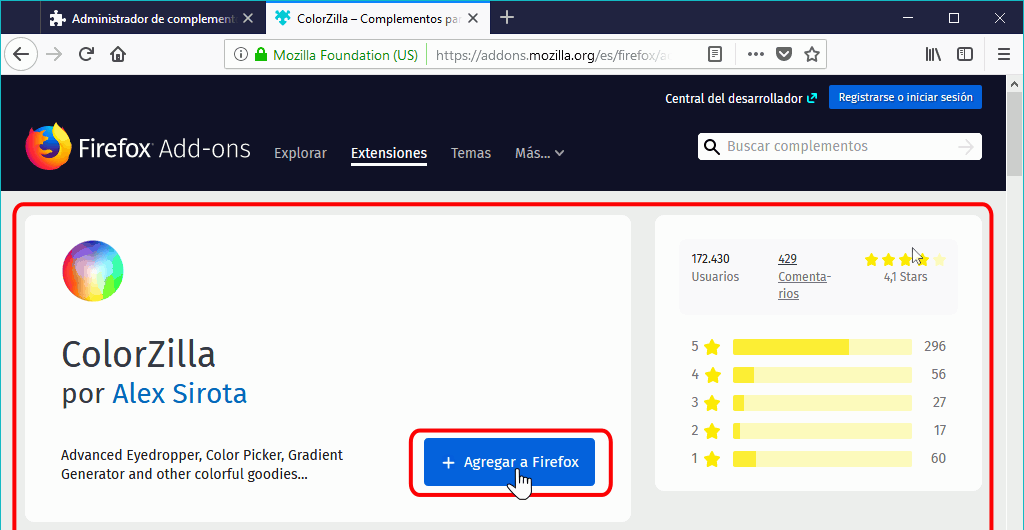 Administrador de complement
ColorZilla – Complementos pa
Mozilla Foundation (US)
https://addons.mozilla.org/es/firefox/a
Central del desarrollador
Registrarse o iniciar sesión
Firefox Add-ons
Explorar
Extensiones
Temas
Más...
Buscar complementos
ColorZilla
por Alex Sirota
Advanced Eyedropper, Color Picker, Gradient
Generator and other colorful goodies...
+ Agregar a Firefox
172.430
Usuarios
429
Comenta-
rios
4,1 Stars
5 296
4 56
3 27
2 17
1 60